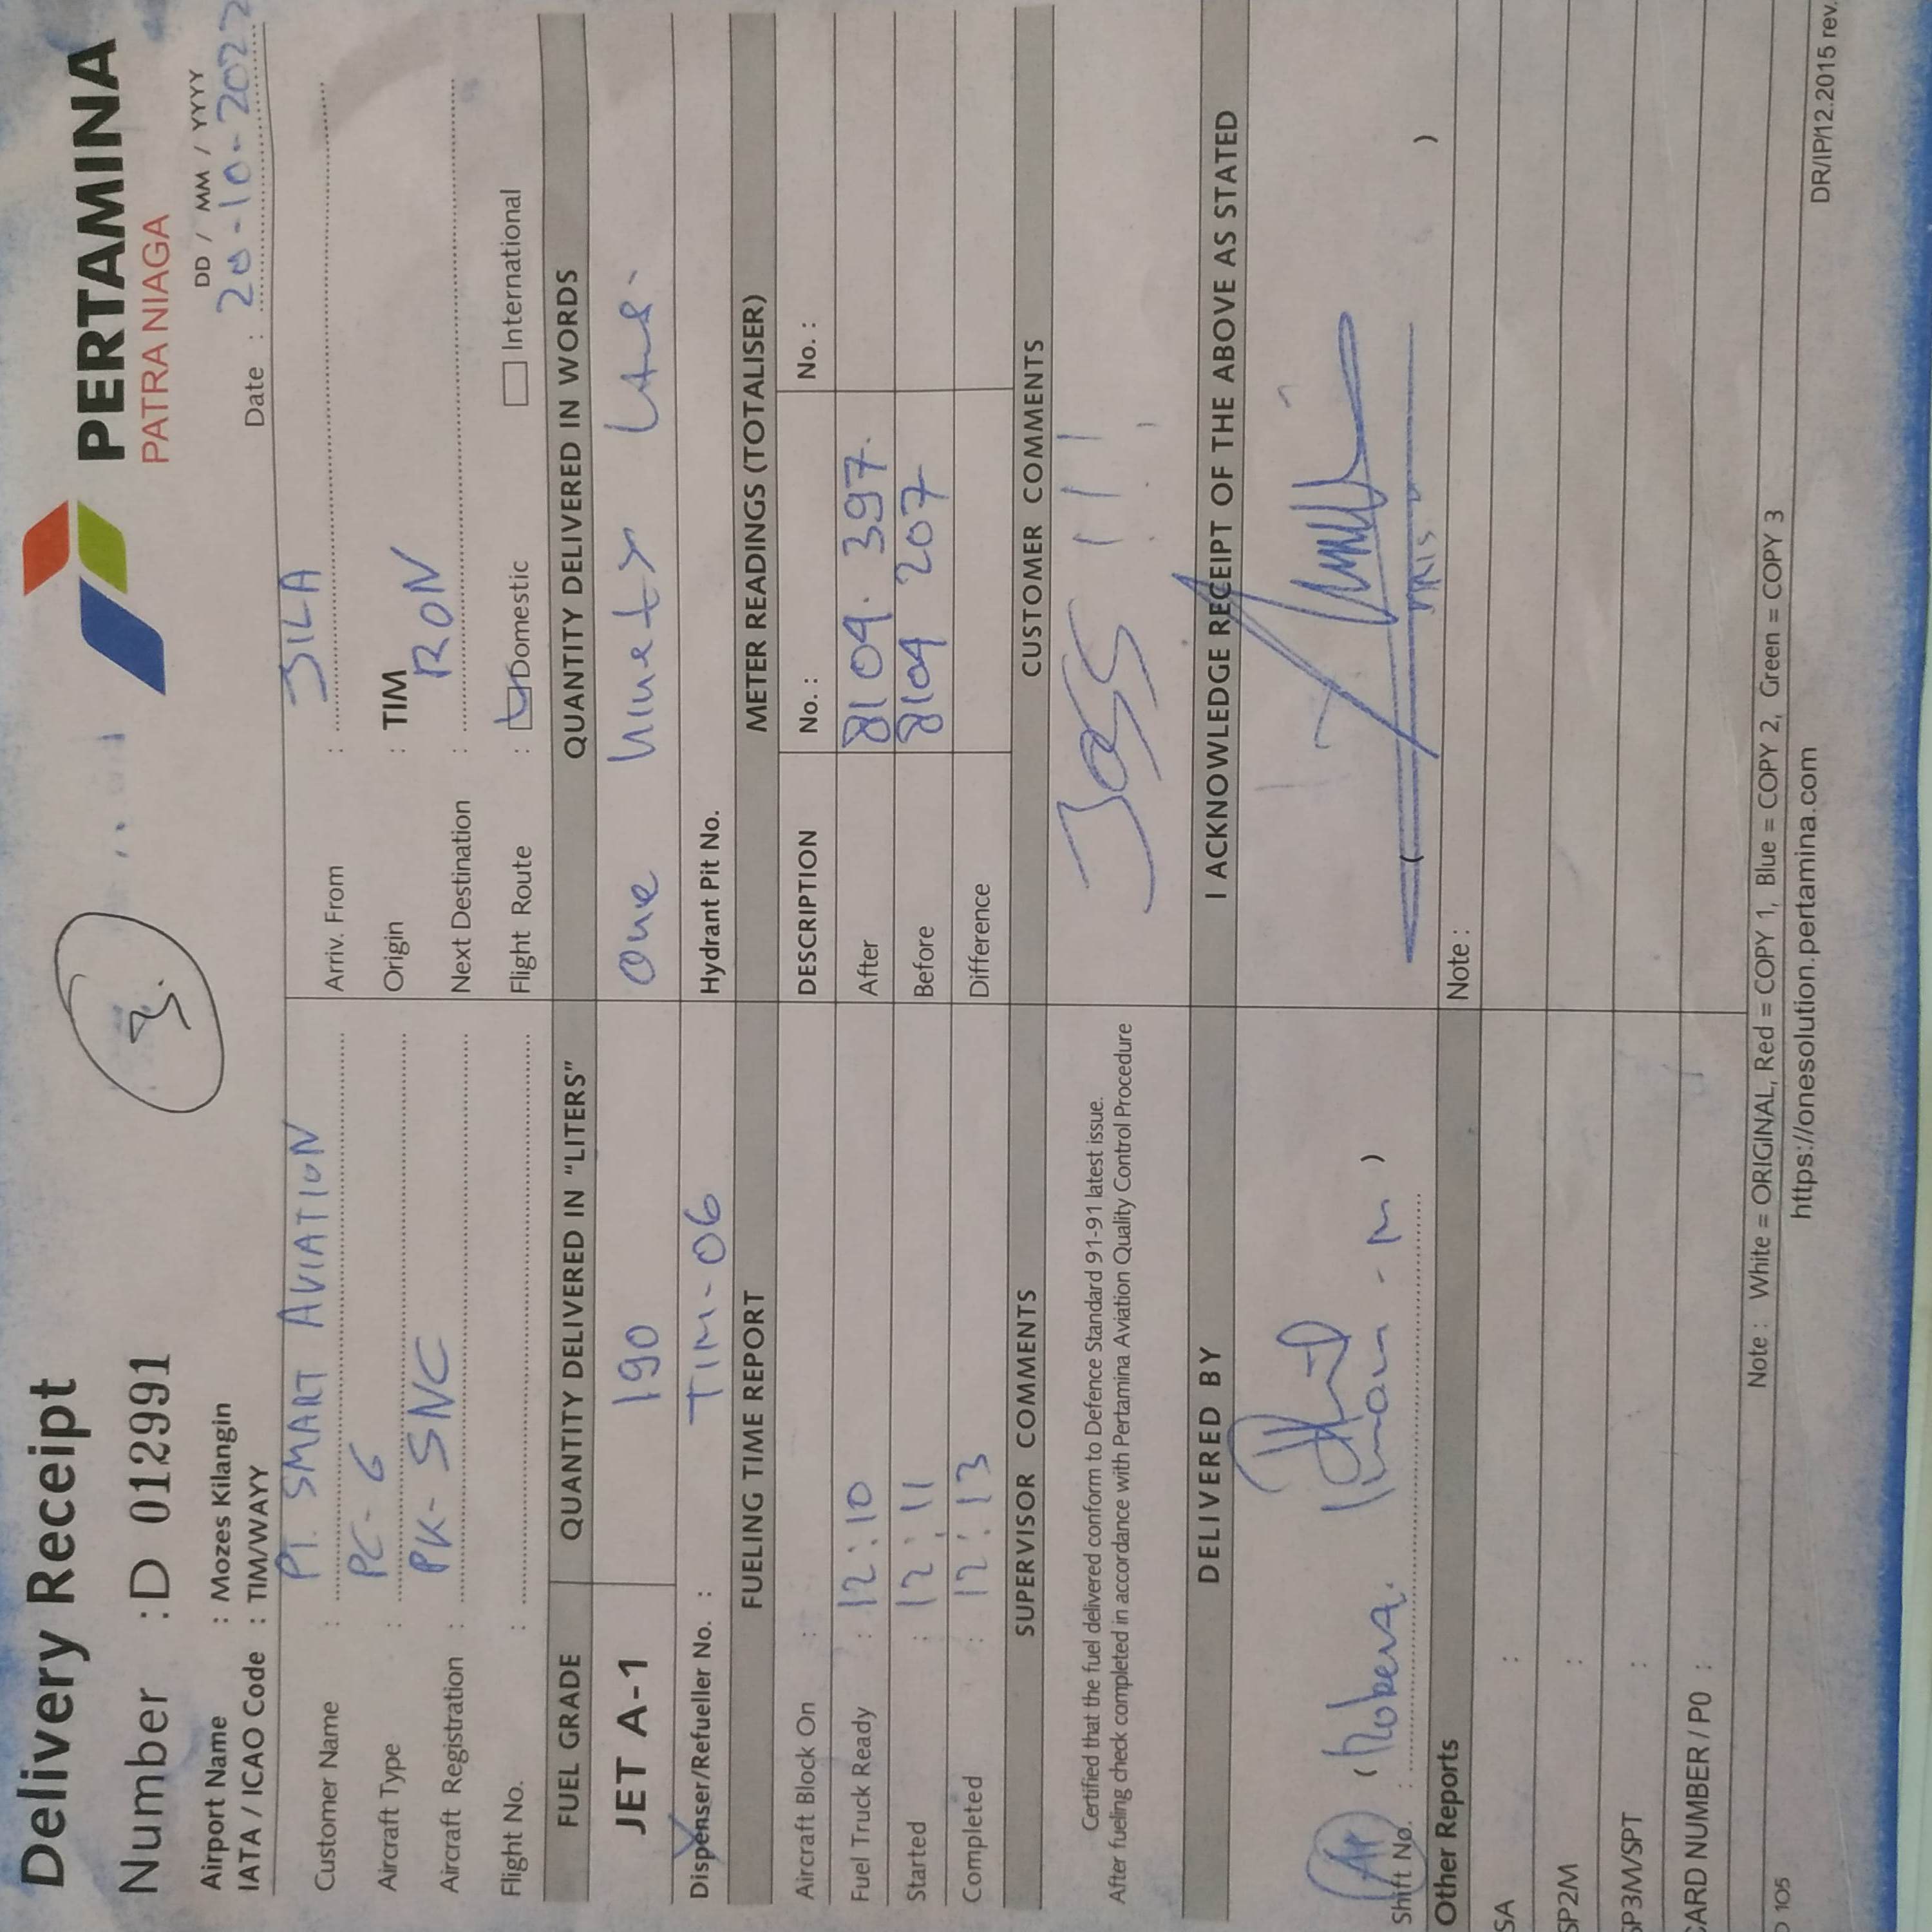 Delivery Receipt
PERTAMINA
PATRA NIAGA
Number : D 012991
3.
DD / MM / YYYY
Airport Name : Mozes Kilangin
IATA / ICAO Code : TIM/WAYY
Date : 20-10-2022
Customer Name : PT. SMART AVIATION
Arriv. From : JILA
Aircraft Type : PC-6
Origin : TIM
Aircraft Registration : PK-SNC
Next Destination : RON
Flight No. :
Flight Route : Domestic International
FUEL GRADE QUANTITY DELIVERED IN "LITERS" QUANTITY DELIVERED IN WORDS
JET A-1 190 One ninety
Dispenser/Refueller No. : TIM-06 Hydrant Pit No.
FUELING TIME REPORT METER READINGS (TOTALISER)
Aircraft Block On : DESCRIPTION No. : No. :
Fuel Truck Ready : 12:10 After 8109.397.
Started : 12:11 Before 8109 207
Completed : 12:13 Difference
SUPERVISOR COMMENTS CUSTOMER COMMENTS
Certified that the fuel delivered conform to Defence Standard 91-91 latest issue.
After fueling check completed in accordance with Pertamina Aviation Quality Control Procedure
JOSS !!!
DELIVERED BY I ACKNOWLEDGE RECEIPT OF THE ABOVE AS STATED
Shift No. :
Other Reports Note :
SA :
SP2M :
SP3M/SPT :
CARD NUMBER / P0 :
Note : White = ORIGINAL, Red = COPY 1, Blue = COPY 2, Green = COPY 3
105
https://onesolution.pertamina.com
DR/IP/12.2015 rev.